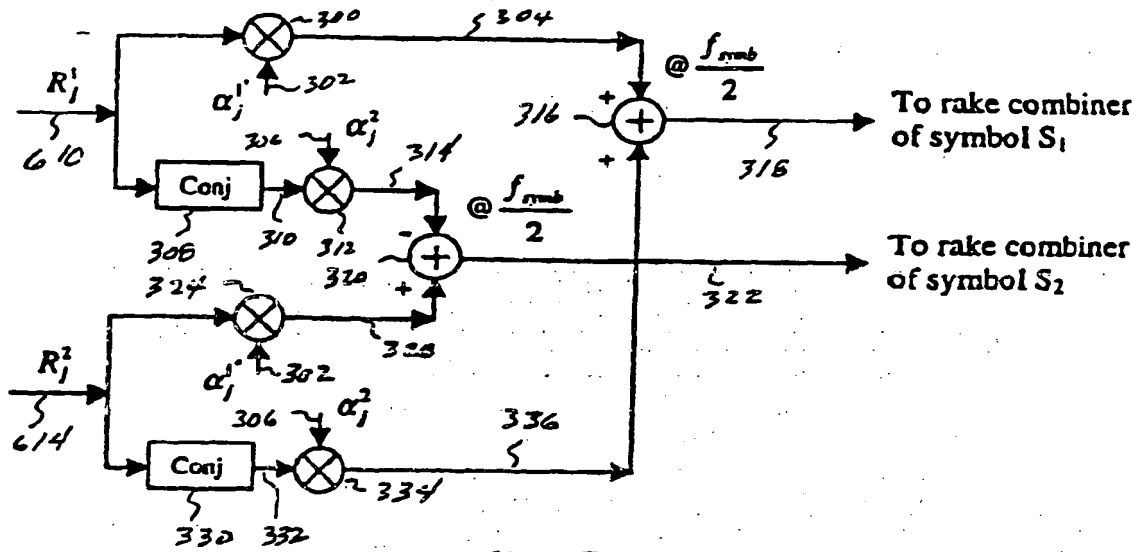 300
304
R_j^1
α_j^1*
302
@ f_symb/2
+
316
+
To rake combiner
of symbol S₁
318
610
306
α_j^2
314
Conj
308
310
312
@ f_symb/2
-
320
+
To rake combiner
of symbol S₂
322
324
328
R_j^2
α_j^1*
302
614
306
α_j^2
336
Conj
330
332
334